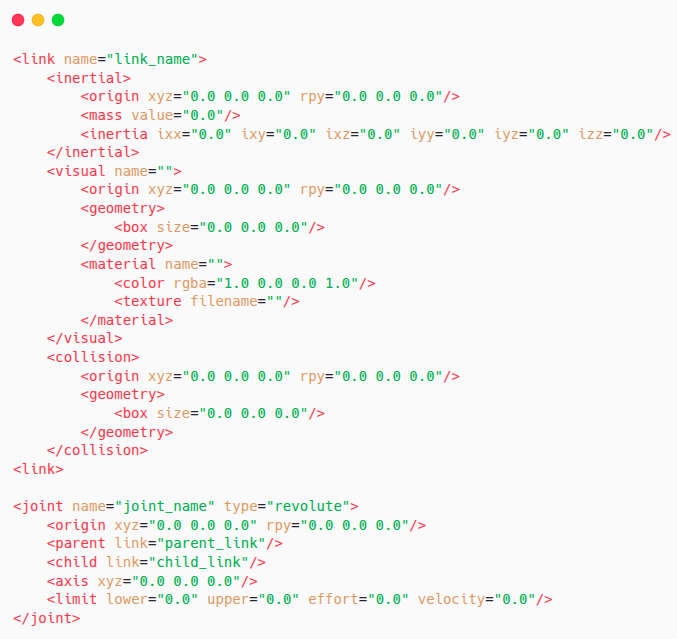 <link name="link_name">
    <inertial>
        <origin xyz="0.0 0.0 0.0" rpy="0.0 0.0 0.0"/>
        <mass value="0.0"/>
        <inertia ixx="0.0" ixy="0.0" ixz="0.0" iyy="0.0" iyz="0.0" izz="0.0"/>
    </inertial>
    <visual name="">
        <origin xyz="0.0 0.0 0.0" rpy="0.0 0.0 0.0"/>
        <geometry>
            <box size="0.0 0.0 0.0"/>
        </geometry>
        <material name="">
            <color rgba="1.0 0.0 0.0 1.0"/>
            <texture filename=""/>
        </material>
    </visual>
    <collision>
        <origin xyz="0.0 0.0 0.0" rpy="0.0 0.0 0.0"/>
        <geometry>
            <box size="0.0 0.0 0.0"/>
        </geometry>
    </collision>
<link>

<joint name="joint_name" type="revolute">
    <origin xyz="0.0 0.0 0.0" rpy="0.0 0.0 0.0"/>
    <parent link="parent_link"/>
    <child link="child_link"/>
    <axis xyz="0.0 0.0 0.0"/>
    <limit lower="0.0" upper="0.0" effort="0.0" velocity="0.0"/>
</joint>